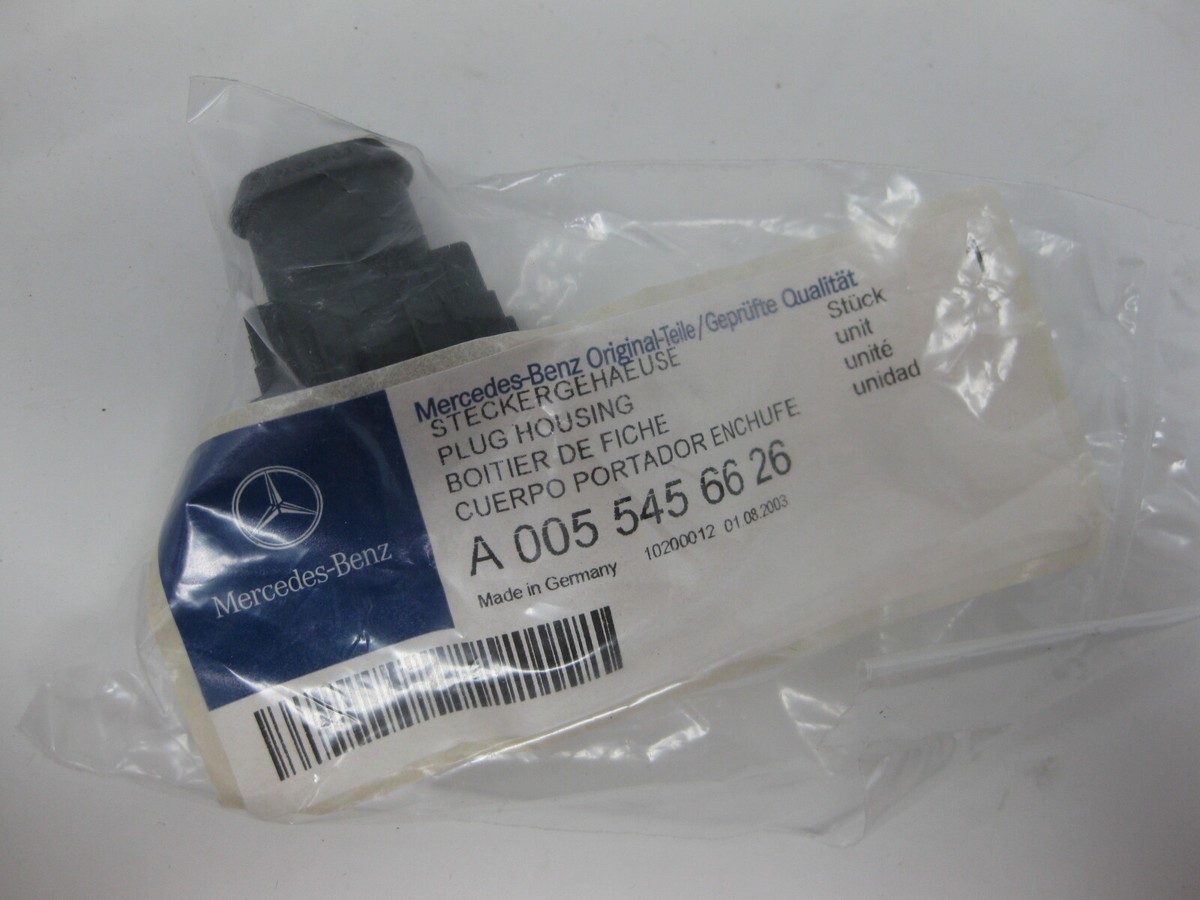 Mercedes-Benz Original-Teile/Geprüfte Qualität
STECKERGEHAEUSE
PLUG HOUSING
BOITIER DE FICHE
CUERPO PORTADOR ENCHUFE
Stück
unit
unité
unidad
A 005 545 66 26
Made in Germany
10200012 01.08.2003
Mercedes-Benz